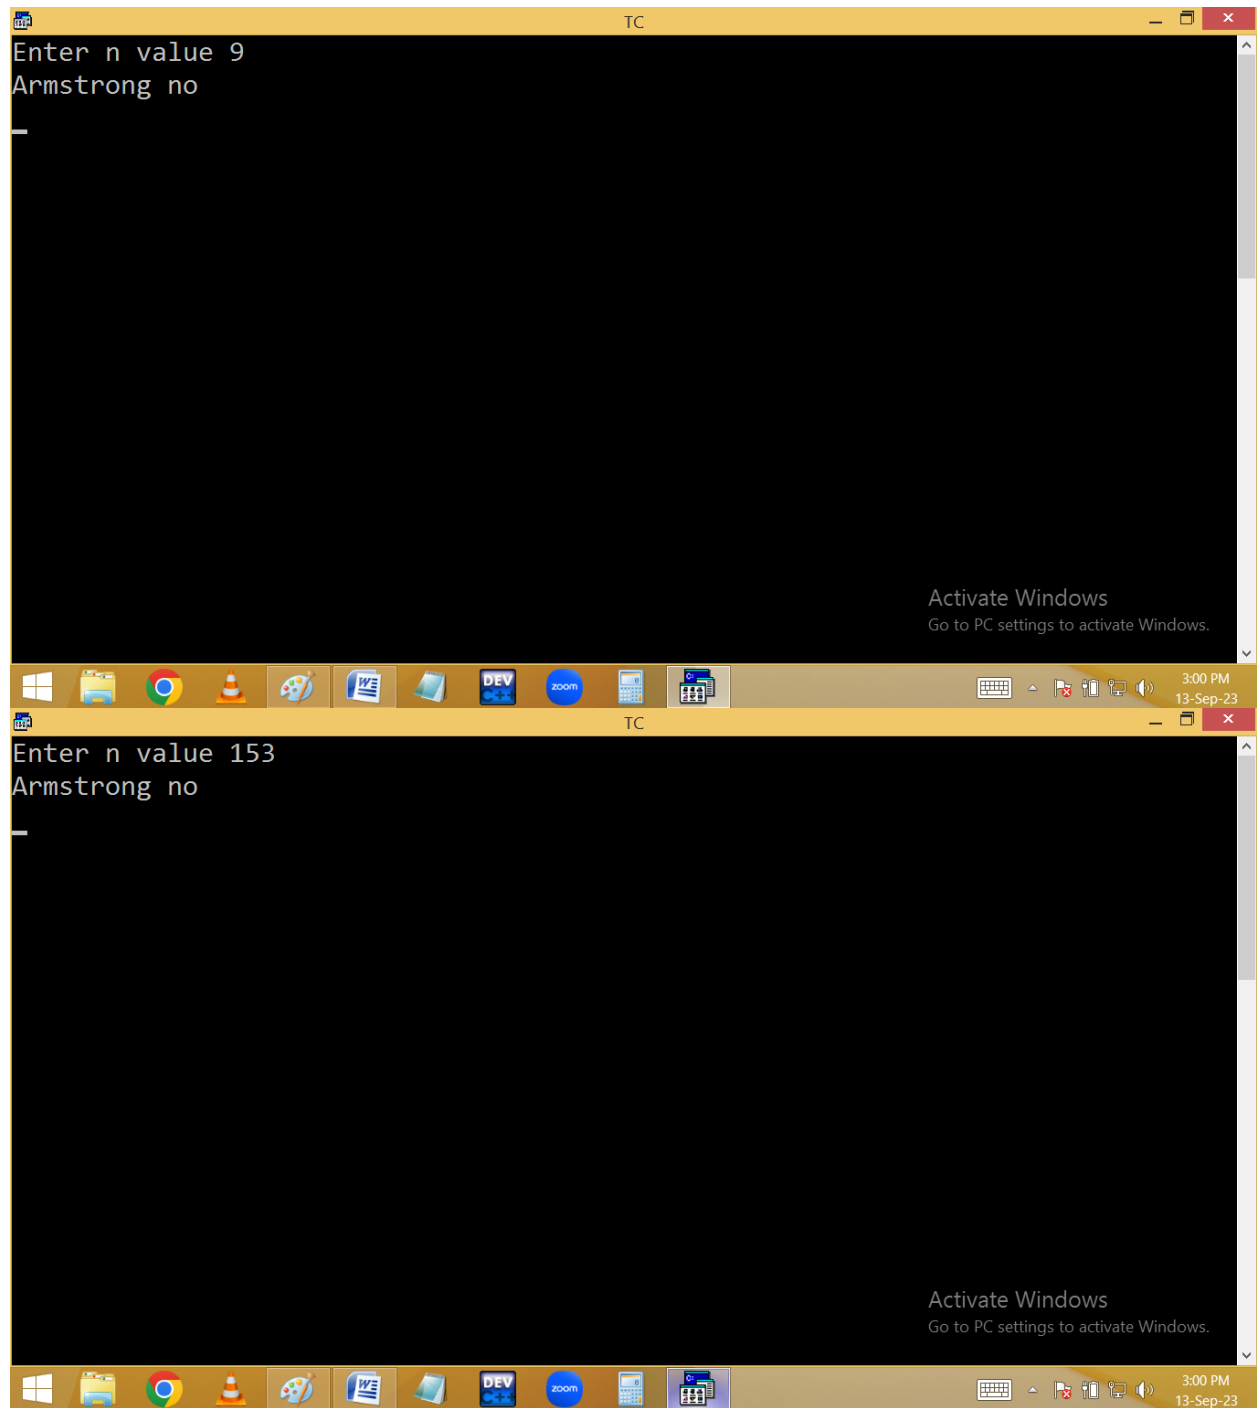 TC
Enter n value 9
Armstrong no
Activate Windows
Go to PC settings to activate Windows.
DEV
C++
zoom
3:00 PM
13-Sep-23
TC
Enter n value 153
Armstrong no
Activate Windows
Go to PC settings to activate Windows.
DEV
C++
zoom
3:00 PM
13-Sep-23